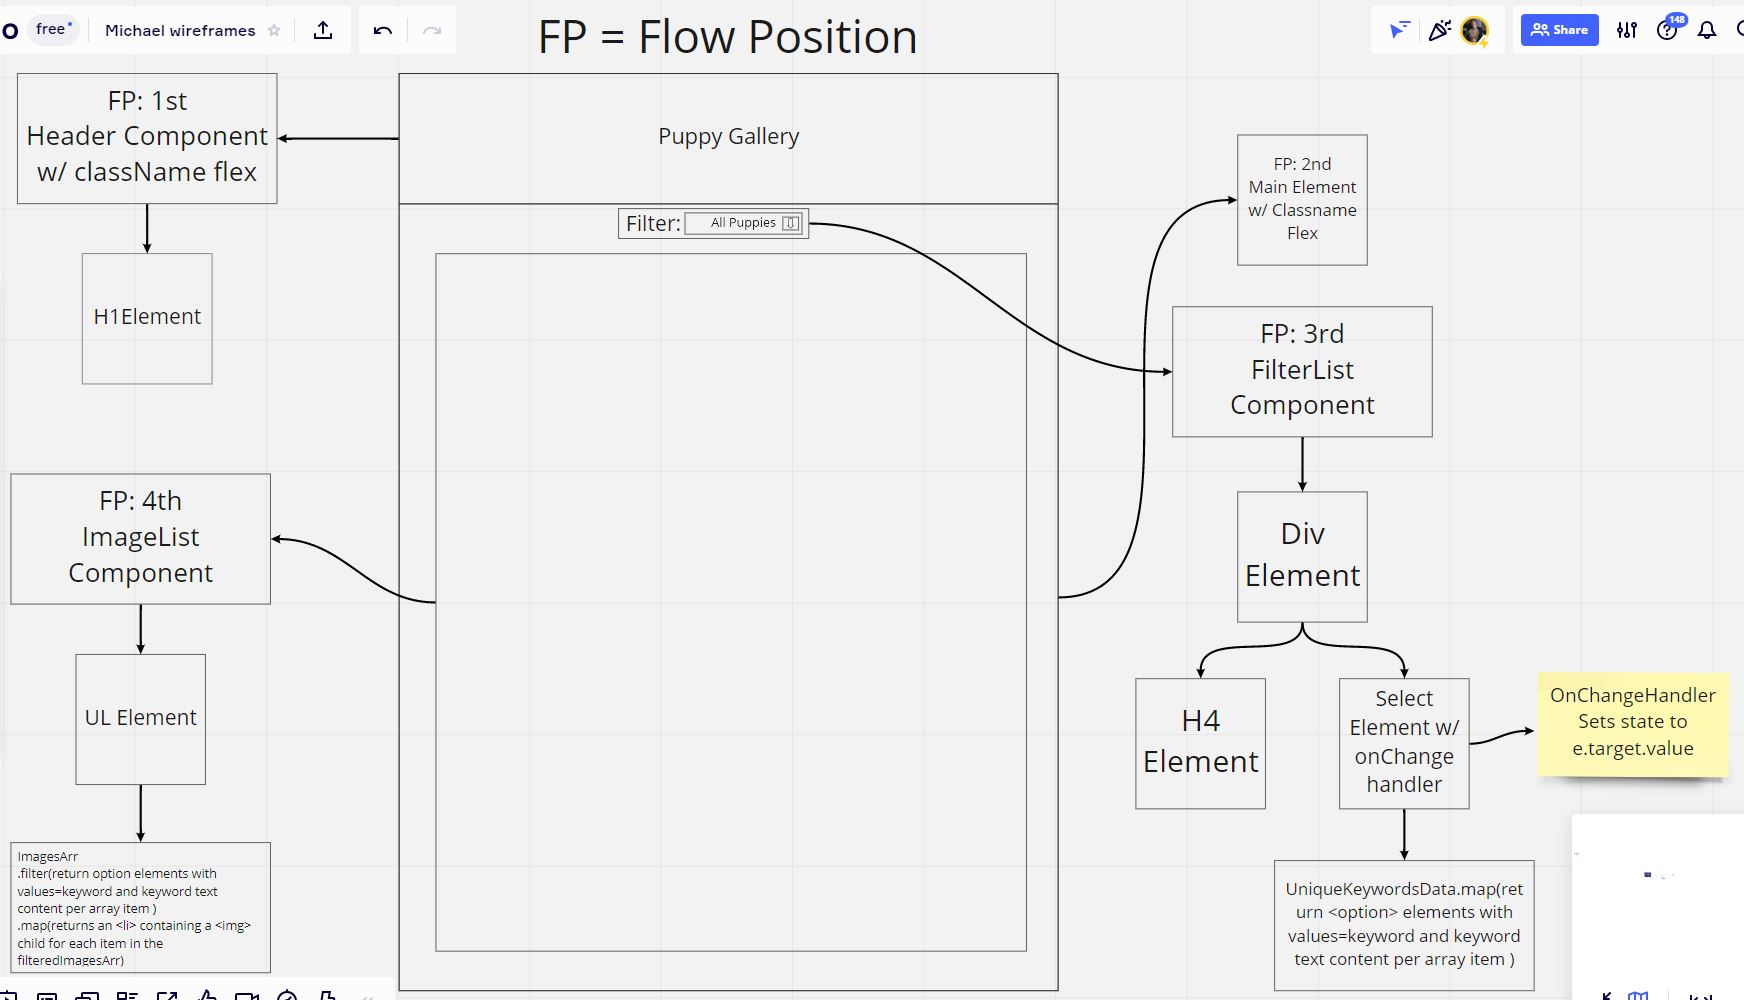 free
Michael wireframes
FP = Flow Position
148
Share
FP: 1st
Header Component
w/ className flex
Puppy Gallery
Filter:
All Puppies
H1Element
FP: 2nd
Main Element
w/ Classname
Flex
FP: 3rd
FilterList
Component
FP: 4th
ImageList
Component
Div
Element
UL Element
H4
Element
Select
Element w/
onChange
handler
OnChangeHandler
Sets state to
e.target.value
ImagesArr
.filter(return option elements with
values=keyword and keyword text
content per array item )
.map(returns an <li> containing a <img>
child for each item in the
filteredImagesArr)
UniqueKeywordsData.map(ret
urn <option> elements with
values=keyword and keyword
text content per array item )